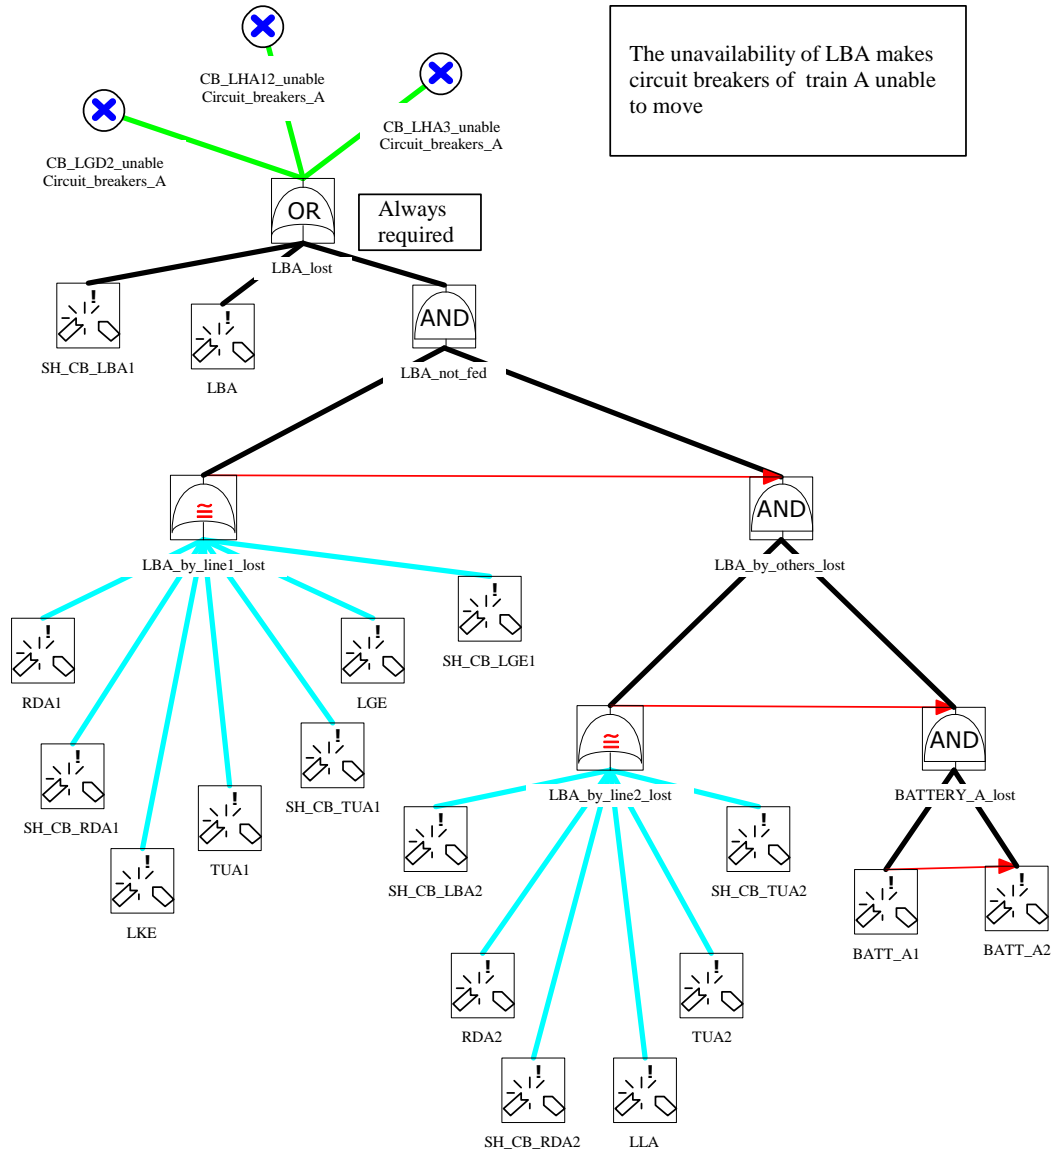 The unavailability of LBA makes
circuit breakers of train A unable
to move
CB_LHA12_unable
Circuit_breakers_A
CB_LHA3_unable
Circuit_breakers_A
CB_LGD2_unable
Circuit_breakers_A
OR
Always
required
LBA_lost
SH_CB_LBA1
!
LBA
!
AND
LBA_not_fed
≅
LBA_by_line1_lost
AND
LBA_by_others_lost
!
RDA1
!
LGE
!
SH_CB_LGE1
!
SH_CB_RDA1
!
SH_CB_TUA1
!
TUA1
!
LKE
≅
LBA_by_line2_lost
AND
BATTERY_A_lost
!
SH_CB_LBA2
!
SH_CB_TUA2
!
BATT_A1
!
BATT_A2
!
RDA2
!
TUA2
!
SH_CB_RDA2
!
LLA